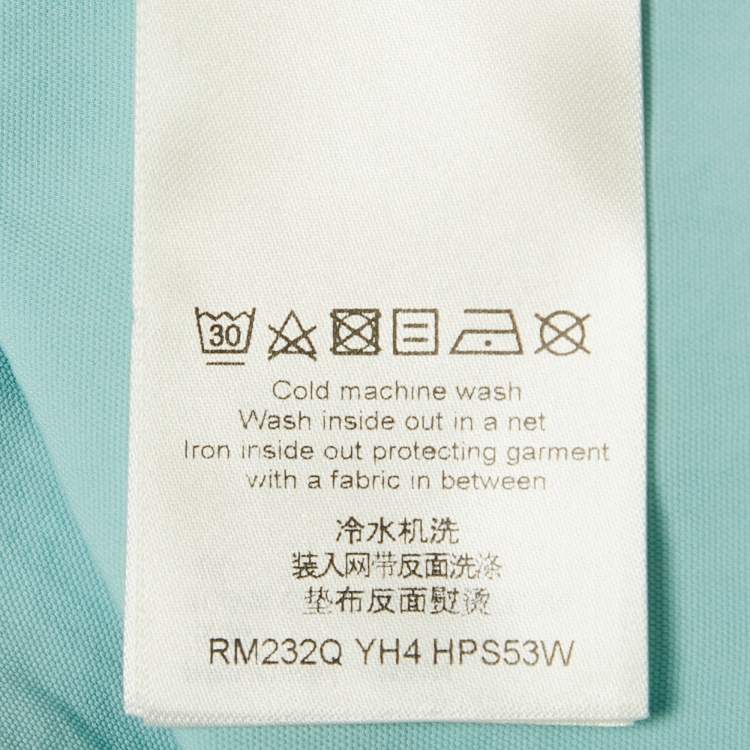 30
Cold machine wash
Wash inside out in a net
Iron inside out protecting garment
with a fabric in between
冷水机洗
装入网带反面洗涤
垫布反面熨烫
RM232Q YH4 HPS53W